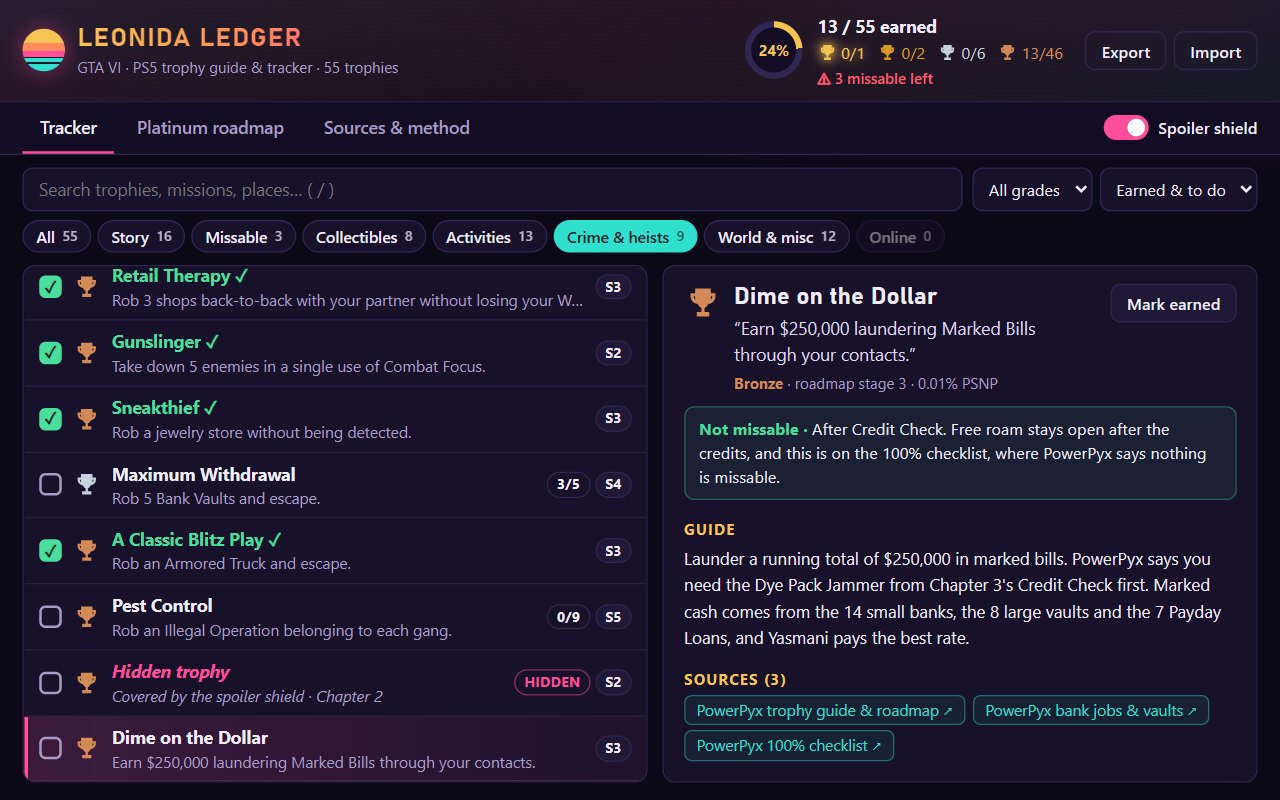 LEONIDA LEDGER
GTA VI · PS5 trophy guide & tracker · 55 trophies
24%
13 / 55 earned
0/1 0/2 0/6 13/46
⚠ 3 missable left
Export
Import
Tracker
Platinum roadmap
Sources & method
Spoiler shield
Search trophies, missions, places... ( / )
All grades
Earned & to do
All 55
Story 16
Missable 3
Collectibles 8
Activities 13
Crime & heists 9
World & misc 12
Online 0
Retail Therapy ✓
Rob 3 shops back-to-back with your partner without losing your W...
S3
Gunslinger ✓
Take down 5 enemies in a single use of Combat Focus.
S2
Sneakthief ✓
Rob a jewelry store without being detected.
S3
Maximum Withdrawal
Rob 5 Bank Vaults and escape.
3/5 S4
A Classic Blitz Play ✓
Rob an Armored Truck and escape.
S3
Pest Control
Rob an Illegal Operation belonging to each gang.
0/9 S5
Hidden trophy
Covered by the spoiler shield · Chapter 2
HIDDEN S2
Dime on the Dollar
Earn $250,000 laundering Marked Bills through your contacts.
S3
Dime on the Dollar
Mark earned
“Earn $250,000 laundering Marked Bills
through your contacts.”
Bronze · roadmap stage 3 · 0.01% PSNP
Not missable · After Credit Check. Free roam stays open after the
credits, and this is on the 100% checklist, where PowerPyx says nothing
is missable.
GUIDE
Launder a running total of $250,000 in marked bills. PowerPyx says you
need the Dye Pack Jammer from Chapter 3's Credit Check first. Marked
cash comes from the 14 small banks, the 8 large vaults and the 7 Payday
Loans, and Yasmani pays the best rate.
SOURCES (3)
PowerPyx trophy guide & roadmap ↗
PowerPyx bank jobs & vaults ↗
PowerPyx 100% checklist ↗